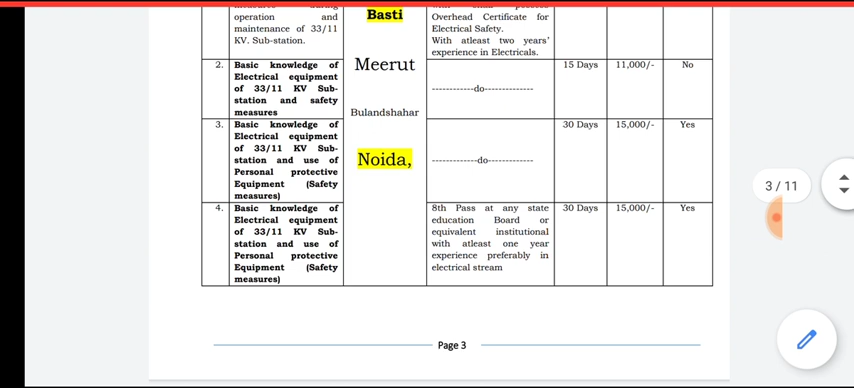 operation and
maintenance of 33/11
KV. Sub-station.
Basti
Overhead Certificate for
Electrical Safety.
With atleast two years'
experience in Electricals.
2. Basic knowledge of
Electrical equipment
of 33/11 KV Sub-
station and safety
measures
Meerut
Bulandshahar
------------do-------------
15 Days
11,000/-
No
3. Basic knowledge of
Electrical equipment
of 33/11 KV Sub-
station and use of
Personal protective
Equipment (Safety
measures)
Noida,
------------do-------------
30 Days
15,000/-
Yes
4. Basic knowledge of
Electrical equipment
of 33/11 KV Sub-
station and use of
Personal protective
Equipment (Safety
measures)
8th Pass at any state
education Board or
equivalent institutional
with atleast one year
experience preferably in
electrical stream
30 Days
15,000/-
Yes
3 / 11
Page 3